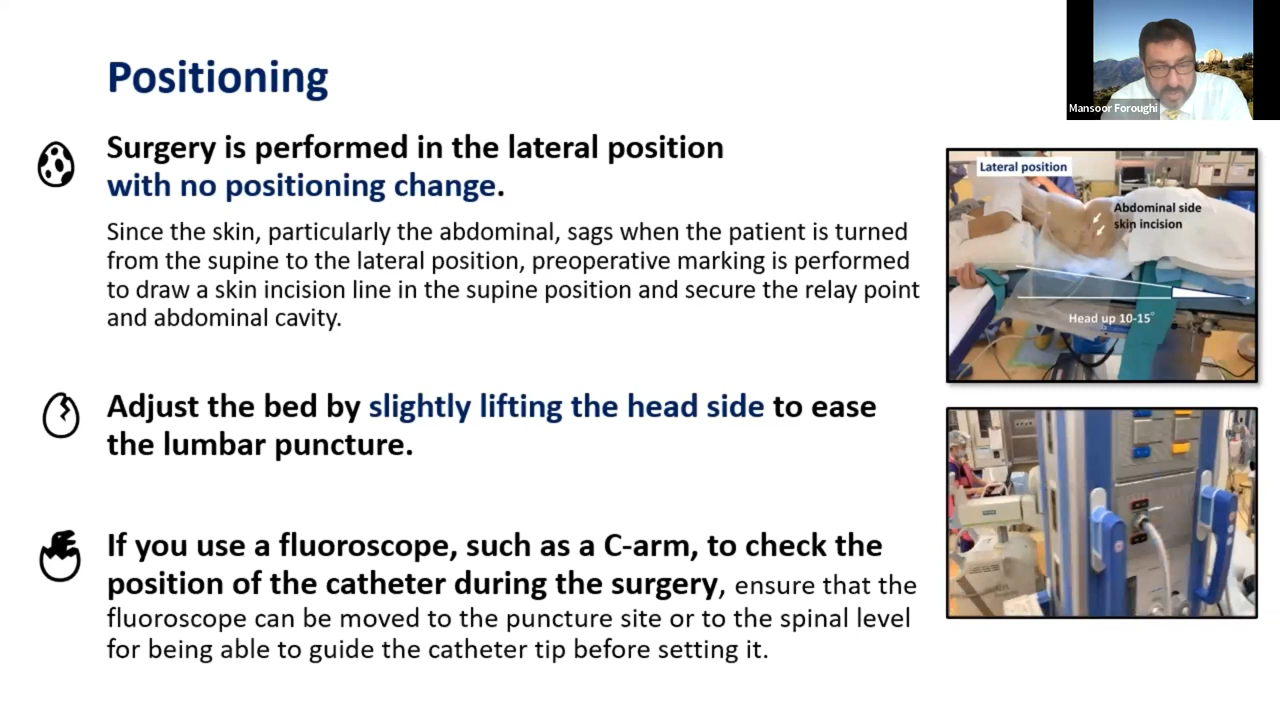 Positioning
Mansoor Foroughi
Surgery is performed in the lateral position
with no positioning change.
Since the skin, particularly the abdominal, sags when the patient is turned
from the supine to the lateral position, preoperative marking is performed
to draw a skin incision line in the supine position and secure the relay point
and abdominal cavity.
Lateral position
Abdominal side
skin incision
Head up 10-15°
Adjust the bed by slightly lifting the head side to ease
the lumbar puncture.
If you use a fluoroscope, such as a C-arm, to check the
position of the catheter during the surgery, ensure that the
fluoroscope can be moved to the puncture site or to the spinal level
for being able to guide the catheter tip before setting it.